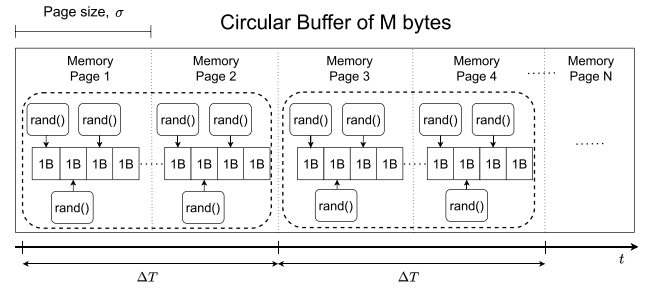 Page size, σ
Circular Buffer of M bytes
Memory Page 1
Memory Page 2
Memory Page 3
Memory Page 4
......
Memory Page N
rand() rand() rand() rand() rand() rand() rand() rand()
1B 1B 1B 1B ...... 1B 1B 1B 1B 1B 1B 1B 1B ...... 1B 1B 1B 1B
......
rand() rand() rand() rand()
t
ΔT ΔT